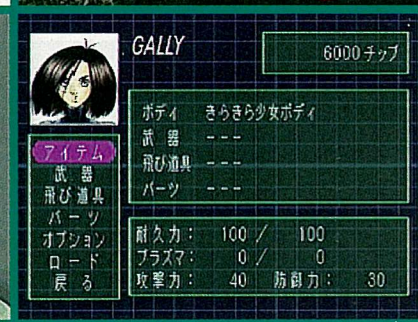 GALLY
6000チップ
ボディ きらきら少女ボディ
武器 ---
飛び道具 ---
パーツ ---
アイテム
武器
飛び道具
パーツ
オプション
ロード
戻る
耐久力： 100／ 100
プラズマ： 0／ 0
攻撃力： 40 防御力： 30